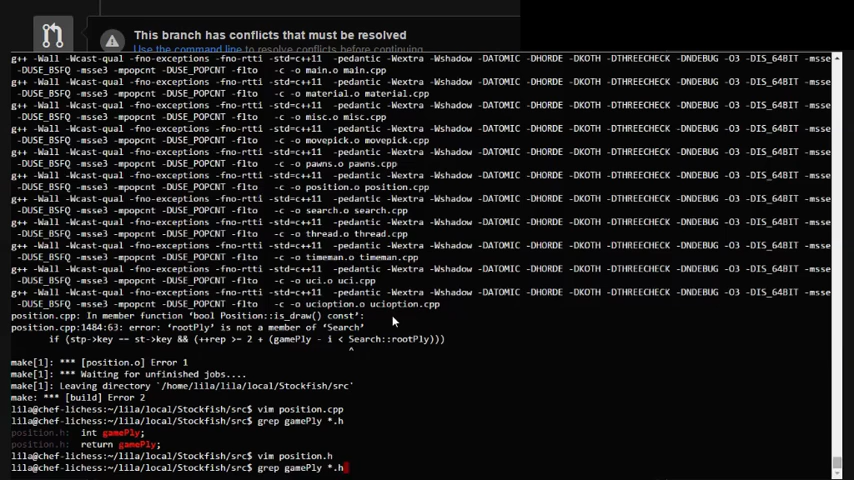 This branch has conflicts that must be resolved
Use the command line to resolve conflicts before continuing.
g++ -Wall -Wcast-qual -fno-exceptions -fno-rtti -std=c++11  -pedantic -Wextra -Wshadow -DATOMIC -DHORDE -DKOTH -DTHREECHECK -DNDEBUG -O3 -DIS_64BIT -msse
-DUSE_BSFQ -msse3 -mpopcnt -DUSE_POPCNT -flto   -c -o main.o main.cpp
g++ -Wall -Wcast-qual -fno-exceptions -fno-rtti -std=c++11  -pedantic -Wextra -Wshadow -DATOMIC -DHORDE -DKOTH -DTHREECHECK -DNDEBUG -O3 -DIS_64BIT -msse
-DUSE_BSFQ -msse3 -mpopcnt -DUSE_POPCNT -flto   -c -o material.o material.cpp
g++ -Wall -Wcast-qual -fno-exceptions -fno-rtti -std=c++11  -pedantic -Wextra -Wshadow -DATOMIC -DHORDE -DKOTH -DTHREECHECK -DNDEBUG -O3 -DIS_64BIT -msse
-DUSE_BSFQ -msse3 -mpopcnt -DUSE_POPCNT -flto   -c -o misc.o misc.cpp
g++ -Wall -Wcast-qual -fno-exceptions -fno-rtti -std=c++11  -pedantic -Wextra -Wshadow -DATOMIC -DHORDE -DKOTH -DTHREECHECK -DNDEBUG -O3 -DIS_64BIT -msse
-DUSE_BSFQ -msse3 -mpopcnt -DUSE_POPCNT -flto   -c -o movepick.o movepick.cpp
g++ -Wall -Wcast-qual -fno-exceptions -fno-rtti -std=c++11  -pedantic -Wextra -Wshadow -DATOMIC -DHORDE -DKOTH -DTHREECHECK -DNDEBUG -O3 -DIS_64BIT -msse
-DUSE_BSFQ -msse3 -mpopcnt -DUSE_POPCNT -flto   -c -o pawns.o pawns.cpp
g++ -Wall -Wcast-qual -fno-exceptions -fno-rtti -std=c++11  -pedantic -Wextra -Wshadow -DATOMIC -DHORDE -DKOTH -DTHREECHECK -DNDEBUG -O3 -DIS_64BIT -msse
-DUSE_BSFQ -msse3 -mpopcnt -DUSE_POPCNT -flto   -c -o position.o position.cpp
g++ -Wall -Wcast-qual -fno-exceptions -fno-rtti -std=c++11  -pedantic -Wextra -Wshadow -DATOMIC -DHORDE -DKOTH -DTHREECHECK -DNDEBUG -O3 -DIS_64BIT -msse
-DUSE_BSFQ -msse3 -mpopcnt -DUSE_POPCNT -flto   -c -o search.o search.cpp
g++ -Wall -Wcast-qual -fno-exceptions -fno-rtti -std=c++11  -pedantic -Wextra -Wshadow -DATOMIC -DHORDE -DKOTH -DTHREECHECK -DNDEBUG -O3 -DIS_64BIT -msse
-DUSE_BSFQ -msse3 -mpopcnt -DUSE_POPCNT -flto   -c -o thread.o thread.cpp
g++ -Wall -Wcast-qual -fno-exceptions -fno-rtti -std=c++11  -pedantic -Wextra -Wshadow -DATOMIC -DHORDE -DKOTH -DTHREECHECK -DNDEBUG -O3 -DIS_64BIT -msse
-DUSE_BSFQ -msse3 -mpopcnt -DUSE_POPCNT -flto   -c -o timeman.o timeman.cpp
g++ -Wall -Wcast-qual -fno-exceptions -fno-rtti -std=c++11  -pedantic -Wextra -Wshadow -DATOMIC -DHORDE -DKOTH -DTHREECHECK -DNDEBUG -O3 -DIS_64BIT -msse
-DUSE_BSFQ -msse3 -mpopcnt -DUSE_POPCNT -flto   -c -o uci.o uci.cpp
g++ -Wall -Wcast-qual -fno-exceptions -fno-rtti -std=c++11  -pedantic -Wextra -Wshadow -DATOMIC -DHORDE -DKOTH -DTHREECHECK -DNDEBUG -O3 -DIS_64BIT -msse
-DUSE_BSFQ -msse3 -mpopcnt -DUSE_POPCNT -flto   -c -o ucioption.o ucioption.cpp
position.cpp: In member function ‘bool Position::is_draw() const’:
position.cpp:1484:63: error: ‘rootPly’ is not a member of ‘Search’
if (stp->key == st->key && (++rep >= 2 + (gamePly - i < Search::rootPly)))
^
make[1]: *** [position.o] Error 1
make[1]: *** Waiting for unfinished jobs....
make[1]: Leaving directory `/home/lila/local/Stockfish/src'
make: *** [build] Error 2
lila@chef-lichess:~/lila/local/Stockfish/src$ vim position.cpp
lila@chef-lichess:~/lila/local/Stockfish/src$ grep gamePly *.h
position.h:  int gamePly;
position.h:  return gamePly;
lila@chef-lichess:~/lila/local/Stockfish/src$ vim position.h
lila@chef-lichess:~/lila/local/Stockfish/src$ grep gamePly *.h